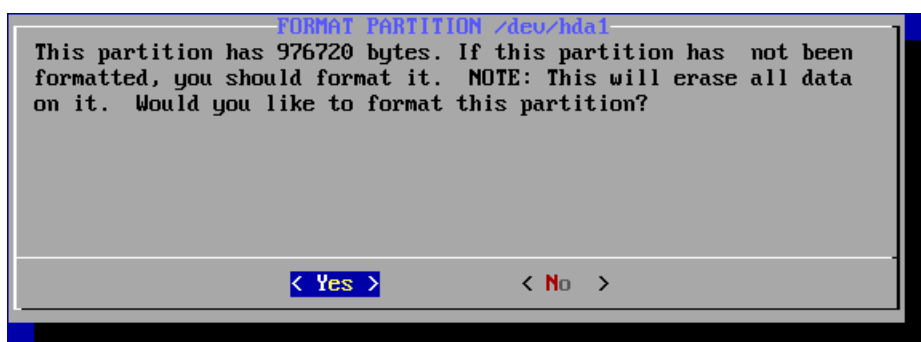 FORMAT PARTITION /dev/hda1
This partition has 976720 bytes. If this partition has  not been
formatted, you should format it.  NOTE: This will erase all data
on it.  Would you like to format this partition?
< Yes > < No  >